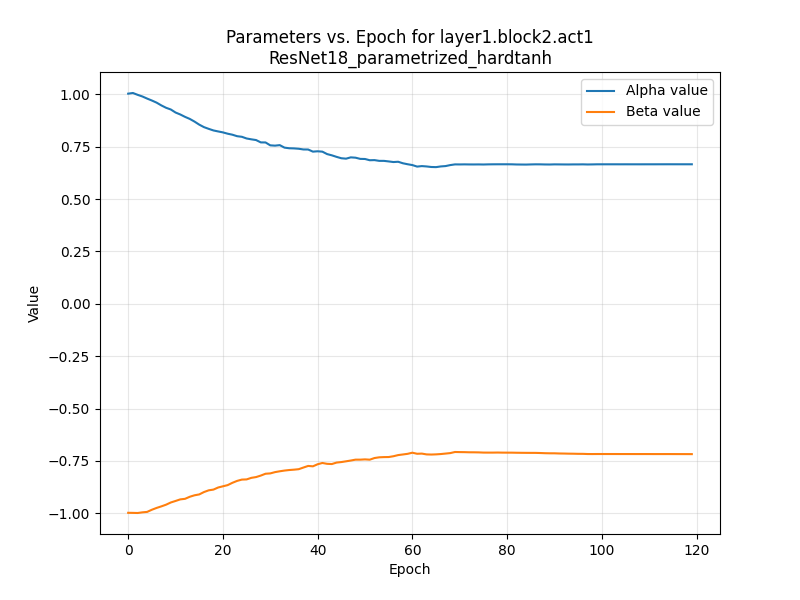 Parameters vs. Epoch for layer1.block2.act1
ResNet18_parametrized_hardtanh
Alpha value
Beta value
1.00
0.75
0.50
0.25
0.00
−0.25
−0.50
−0.75
−1.00
Value
0 20 40 60 80 100 120
Epoch